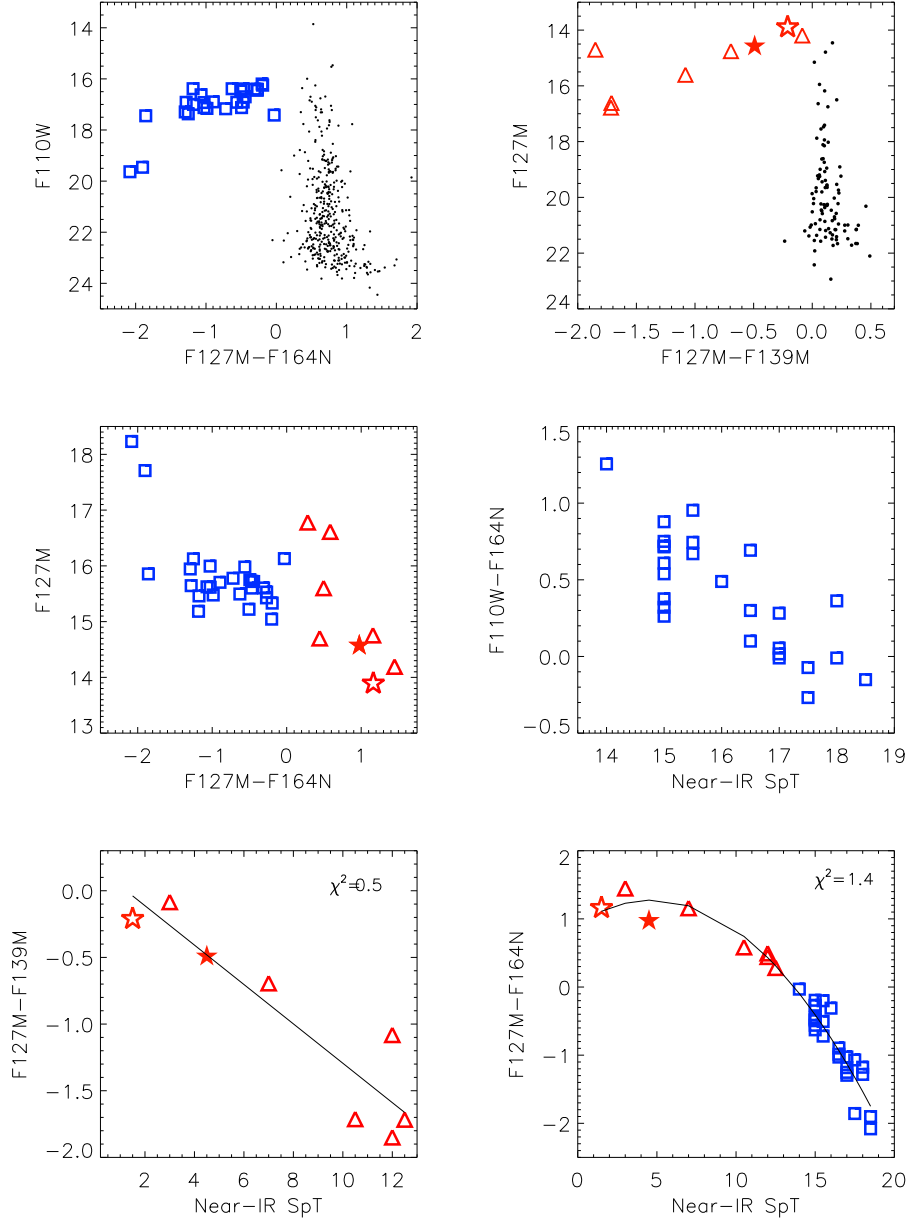 14
16
18
20
22
24
F110W
−2 −1 0 1 2
F127M−F164N
14
16
18
20
22
24
F127M
−2.0 −1.5 −1.0 −0.5 0.0 0.5
F127M−F139M
18
17
16
15
14
13
F127M
−2 −1 0 1
F127M−F164N
1.5
1.0
0.5
0.0
−0.5
F110W−F164N
14 15 16 17 18 19
Near−IR SpT
0.0
−0.5
−1.0
−1.5
−2.0
F127M−F139M
χ²=0.5
2 4 6 8 10 12
Near−IR SpT
2
1
0
−1
−2
F127M−F164N
χ²=1.4
0 5 10 15 20
Near−IR SpT